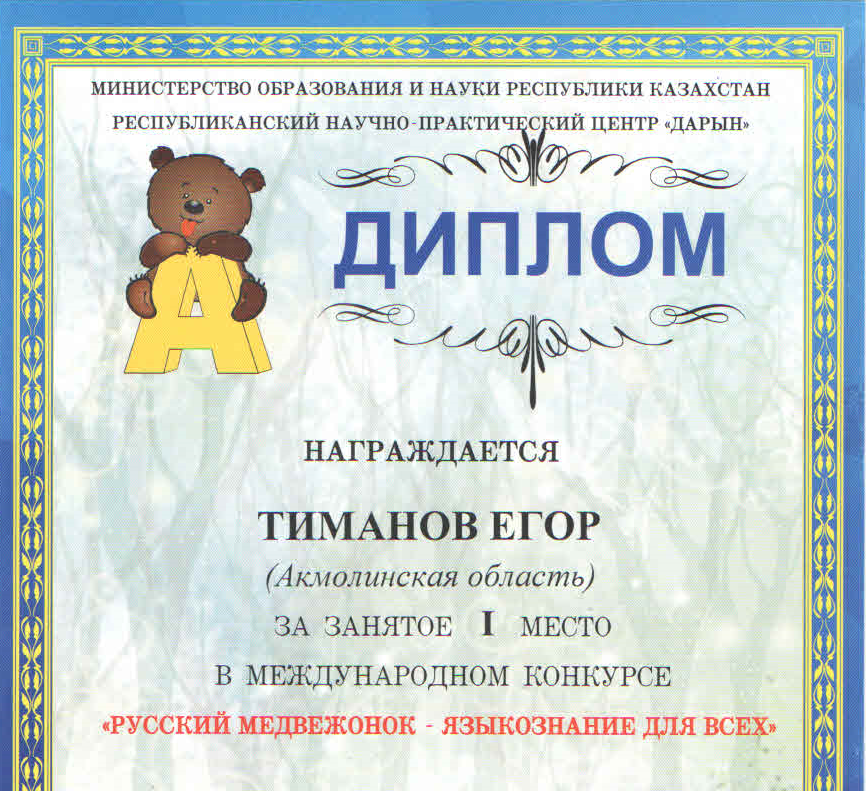 МИНИСТЕРСТВО ОБРАЗОВАНИЯ И НАУКИ РЕСПУБЛИКИ КАЗАХСТАН
РЕСПУБЛИКАНСКИЙ НАУЧНО-ПРАКТИЧЕСКИЙ ЦЕНТР «ДАРЫН»
ДИПЛОМ
А
НАГРАЖДАЕТСЯ
ТИМАНОВ ЕГОР
(Акмолинская область)
ЗА ЗАНЯТОЕ I МЕСТО
В МЕЖДУНАРОДНОМ КОНКУРСЕ
«РУССКИЙ МЕДВЕЖОНОК - ЯЗЫКОЗНАНИЕ ДЛЯ ВСЕХ»